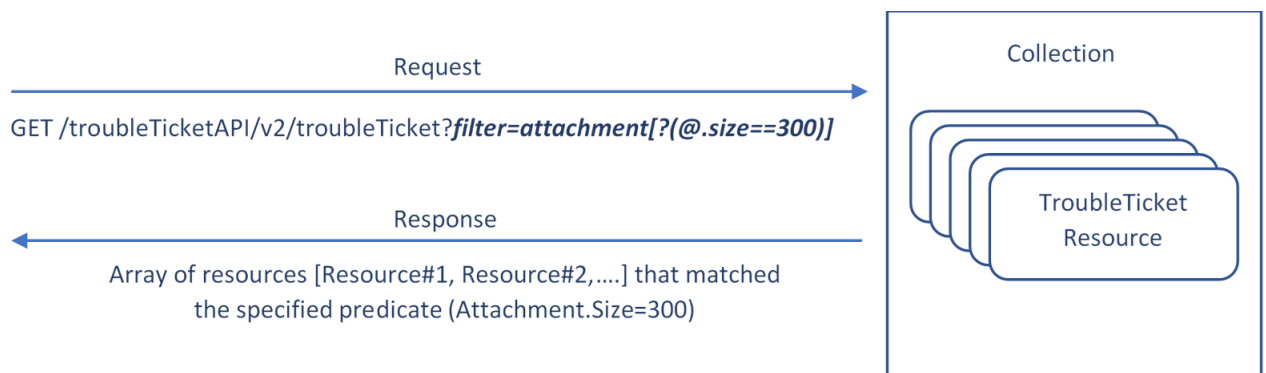 Request
GET /troubleTicketAPI/v2/troubleTicket?filter=attachment[?(@.size==300)]
Response
Array of resources [Resource#1, Resource#2,....] that matched
the specified predicate (Attachment.Size=300)
Collection
TroubleTicket
Resource